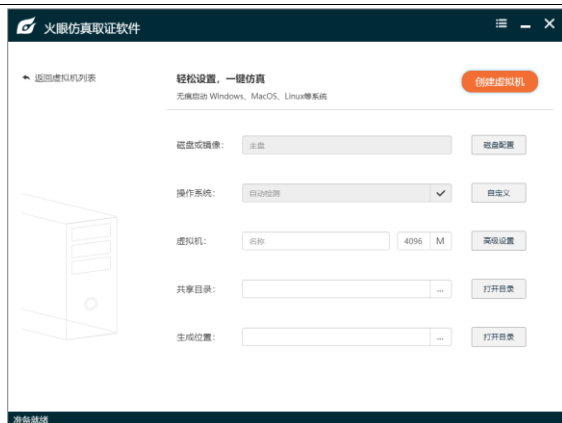 火眼仿真取证软件
返回虚拟机列表
轻松设置，一键仿真
无痕启动 Windows、MacOS、Linux等系统
创建虚拟机
磁盘或镜像： 主盘 磁盘配置
操作系统： 自动检测 自定义
虚拟机： 名称 4096 M 高级设置
共享目录： ... 打开目录
生成位置： ... 打开目录
准备就绪